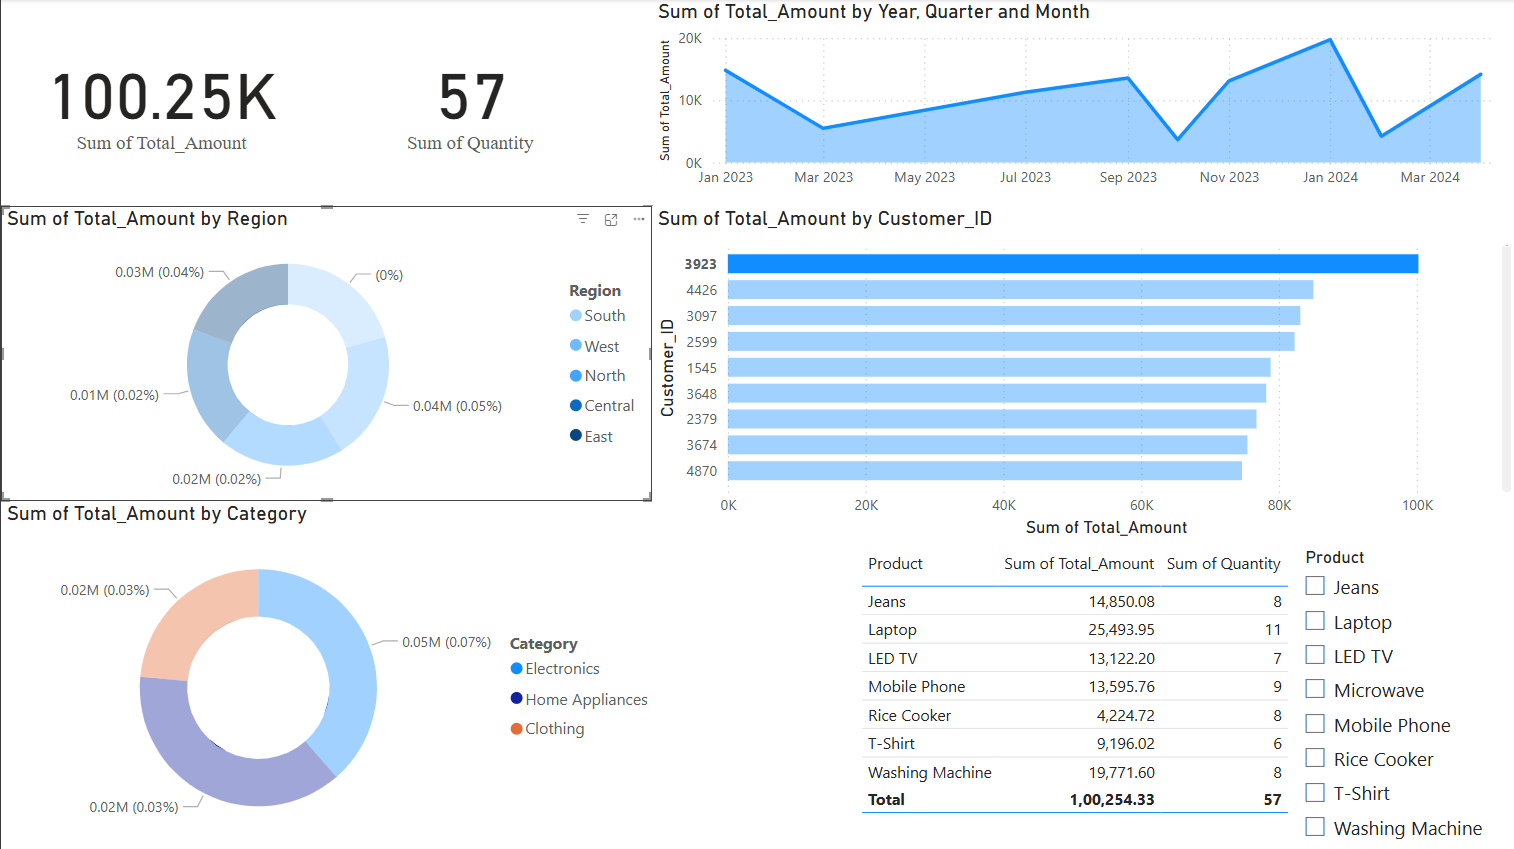 100.25K
Sum of Total_Amount
57
Sum of Quantity
Sum of Total_Amount by Year, Quarter and Month
Sum of Total_Amount
20K
10K
0K
Jan 2023 Mar 2023 May 2023 Jul 2023 Sep 2023 Nov 2023 Jan 2024 Mar 2024
Sum of Total_Amount by Region
0.03M (0.04%)
(0%)
0.01M (0.02%)
0.04M (0.05%)
0.02M (0.02%)
Region
South
West
North
Central
East
Sum of Total_Amount by Customer_ID
Customer_ID
3923
4426
3097
2599
1545
3648
2379
3674
4870
0K 20K 40K 60K 80K 100K
Sum of Total_Amount
Sum of Total_Amount by Category
0.02M (0.03%)
0.05M (0.07%)
0.02M (0.03%)
Category
Electronics
Home Appliances
Clothing
Product Sum of Total_Amount Sum of Quantity
Jeans 14,850.08 8
Laptop 25,493.95 11
LED TV 13,122.20 7
Mobile Phone 13,595.76 9
Rice Cooker 4,224.72 8
T-Shirt 9,196.02 6
Washing Machine 19,771.60 8
Total 1,00,254.33 57
Product
Jeans
Laptop
LED TV
Microwave
Mobile Phone
Rice Cooker
T-Shirt
Washing Machine